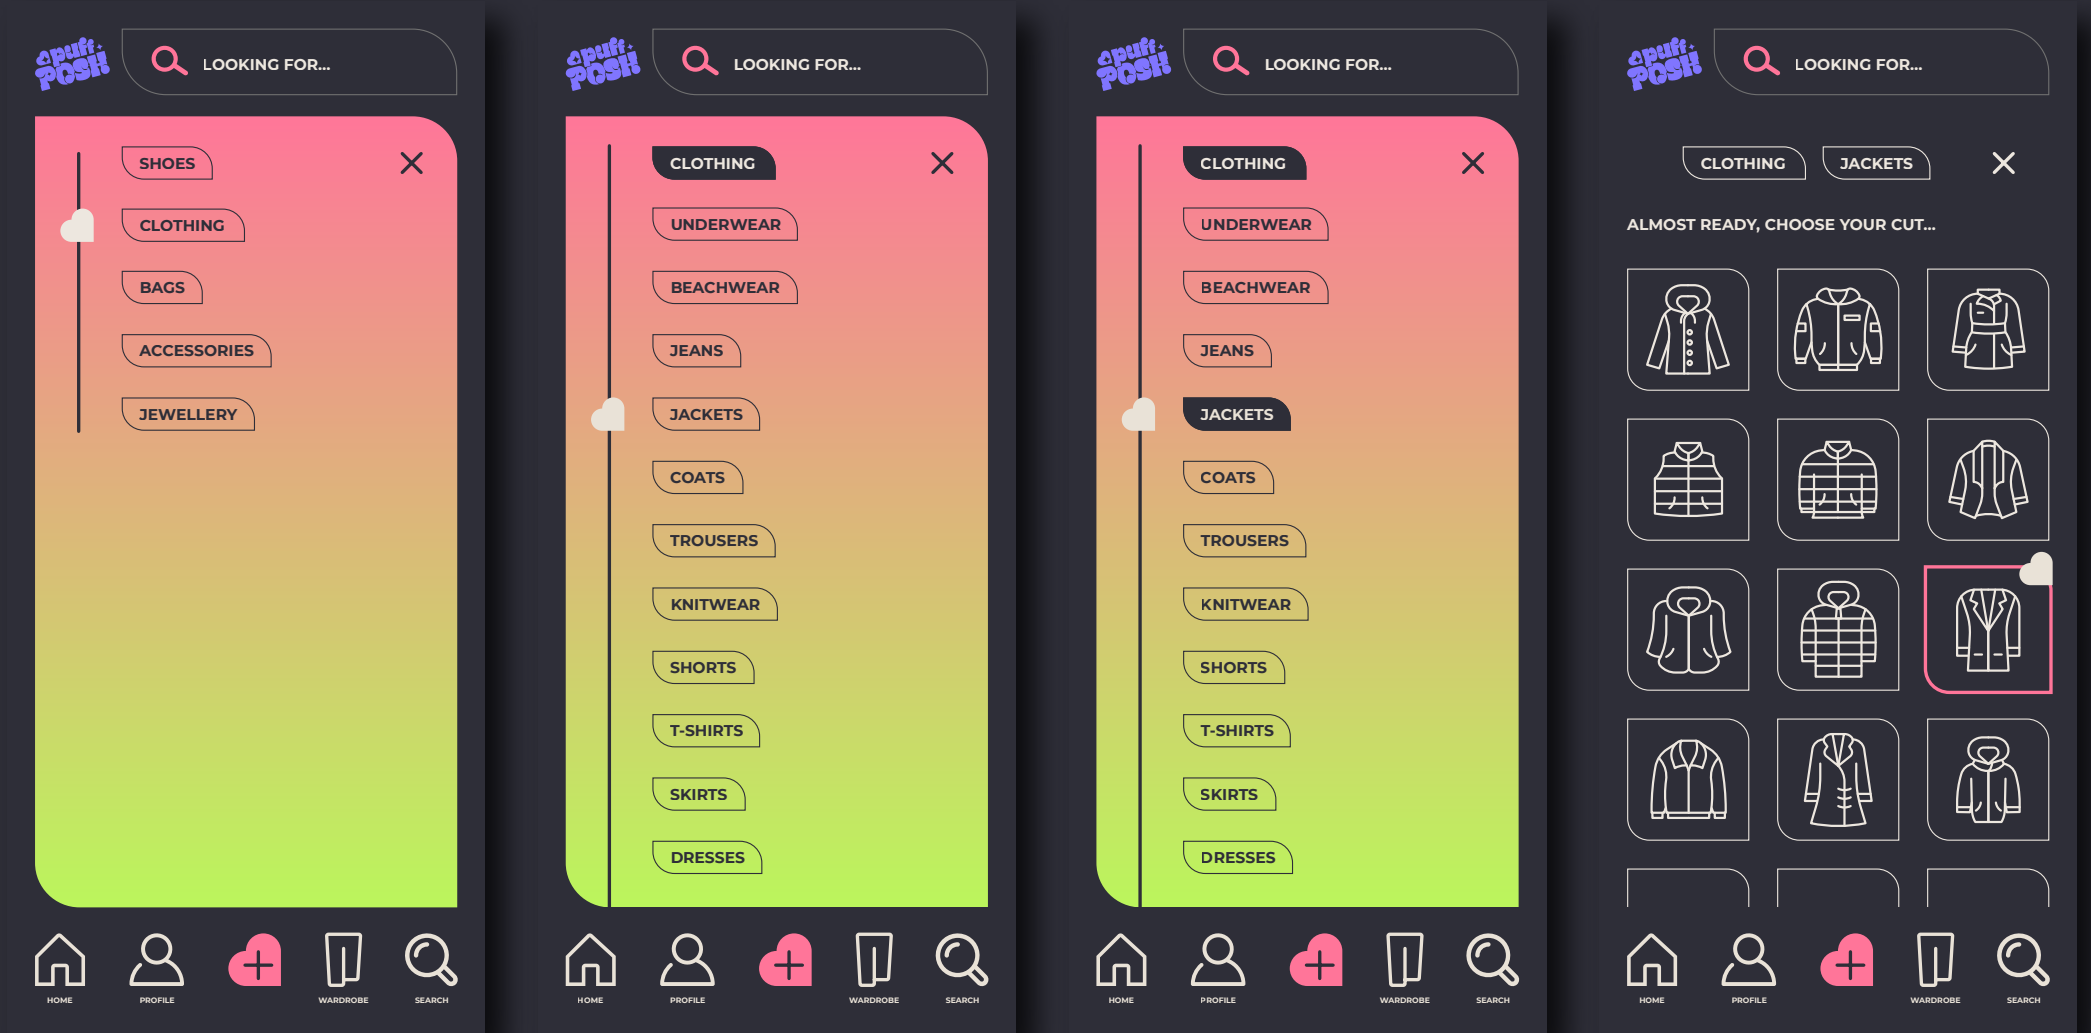 puff
POSH!
LOOKING FOR...
SHOES
CLOTHING
BAGS
ACCESSORIES
JEWELLERY
HOME
PROFILE
WARDROBE
SEARCH
puff
POSH!
LOOKING FOR...
CLOTHING
UNDERWEAR
BEACHWEAR
JEANS
JACKETS
COATS
TROUSERS
KNITWEAR
SHORTS
T-SHIRTS
SKIRTS
DRESSES
HOME
PROFILE
WARDROBE
SEARCH
puff
POSH!
LOOKING FOR...
CLOTHING
UNDERWEAR
BEACHWEAR
JEANS
JACKETS
COATS
TROUSERS
KNITWEAR
SHORTS
T-SHIRTS
SKIRTS
DRESSES
HOME
PROFILE
WARDROBE
SEARCH
puff
POSH!
LOOKING FOR...
CLOTHING JACKETS
ALMOST READY, CHOOSE YOUR CUT...
HOME
PROFILE
WARDROBE
SEARCH